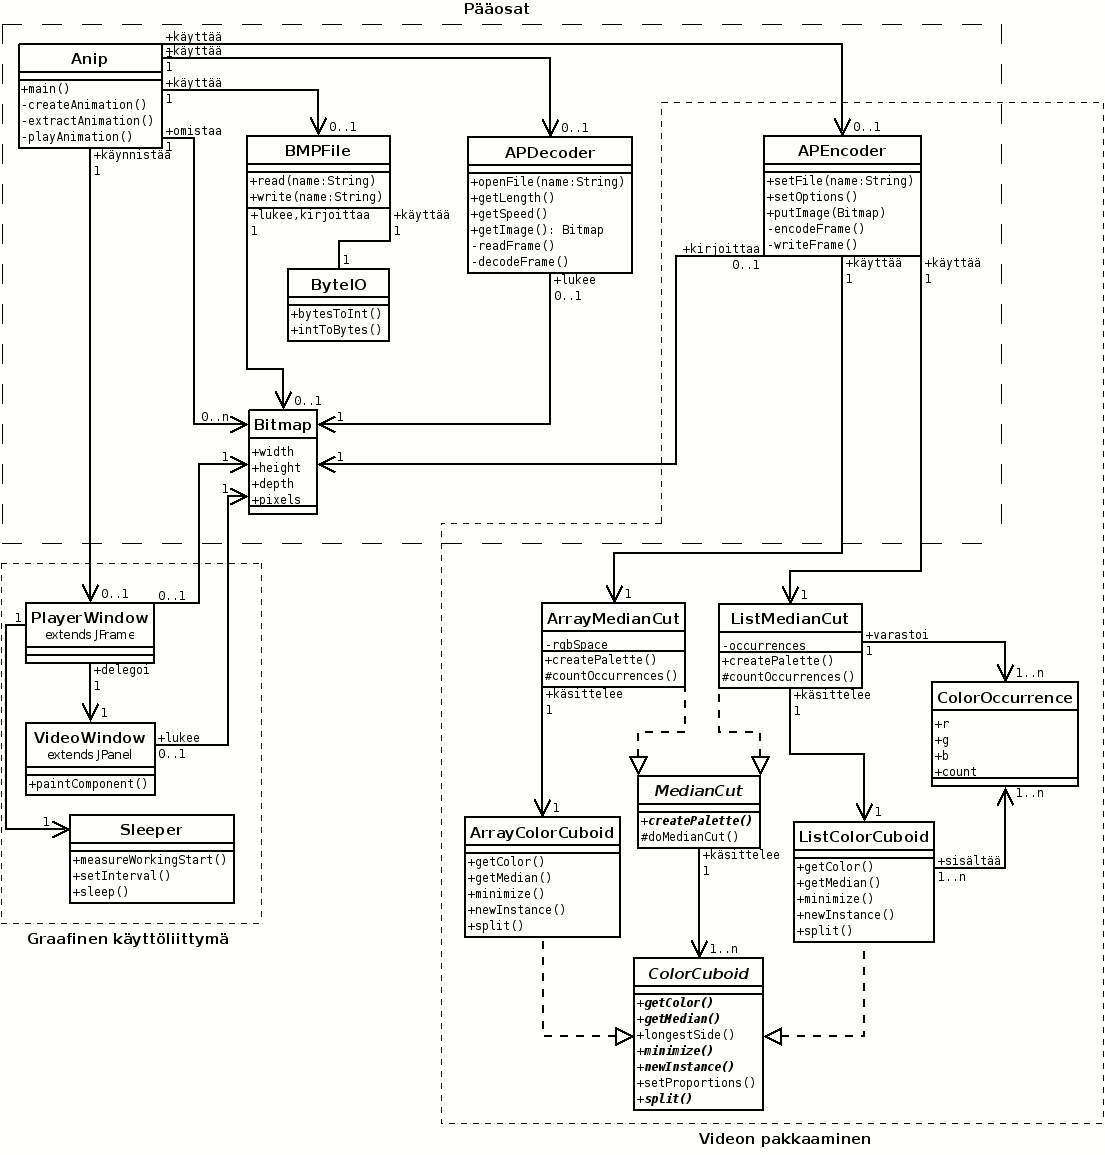 Pääosat
+käyttää
+käyttää
1
1
Anip
+main()
-createAnimation()
-extractAnimation()
-playAnimation()
+käyttää
1
+omistaa
1
+käynnistää
1
0..1
BMPFile
+read(name:String)
+write(name:String)
+lukee,kirjoittaa
1
+käyttää
1
1
ByteIO
+bytesToInt()
+intToBytes()
0..1
APDecoder
+openFile(name:String)
+getLength()
+getSpeed()
+getImage(): Bitmap
-readFrame()
-decodeFrame()
+lukee
0..1
0..1
APEncoder
+setFile(name:String)
+setOptions()
+putImage(Bitmap)
-encodeFrame()
-writeFrame()
+kirjoittaa
0..1
+käyttää
1
+käyttää
1
0..1
0..n
1
Bitmap
+width
+height
+depth
+pixels
1
1
1
0..1
0..1
PlayerWindow
extends JFrame
1
+delegoi
1
1
VideoWindow
extends JPanel
+paintComponent()
+lukee
0..1
1
Sleeper
+measureWorkingStart()
+setInterval()
+sleep()
Graafinen käyttöliittymä
1
ArrayMedianCut
-rgbSpace
+createPalette()
#countOccurrences()
+käsittelee
1
1
ListMedianCut
-occurrences
+createPalette()
#countOccurrences()
+käsittelee
1
+varastoi
1
1..n
ColorOccurrence
+r
+g
+b
+count
1..n
MedianCut
+createPalette()
#doMedianCut()
+käsittelee
1
1
ArrayColorCuboid
+getColor()
+getMedian()
+minimize()
+newInstance()
+split()
1
ListColorCuboid
+getColor()
+getMedian()
+minimize()
+newInstance()
+split()
+sisältää
1..n
1..n
ColorCuboid
+getColor()
+getMedian()
+longestSide()
+minimize()
+newInstance()
+setProportions()
+split()
Videon pakkaaminen